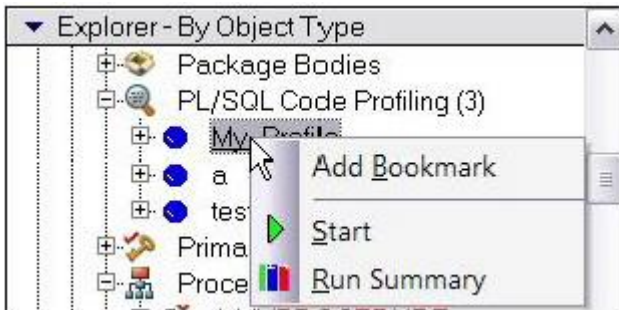 Explorer - By Object Type
Package Bodies
PL/SQL Code Profiling (3)
My Profile
Add Bookmark
a
Start
Run Summary